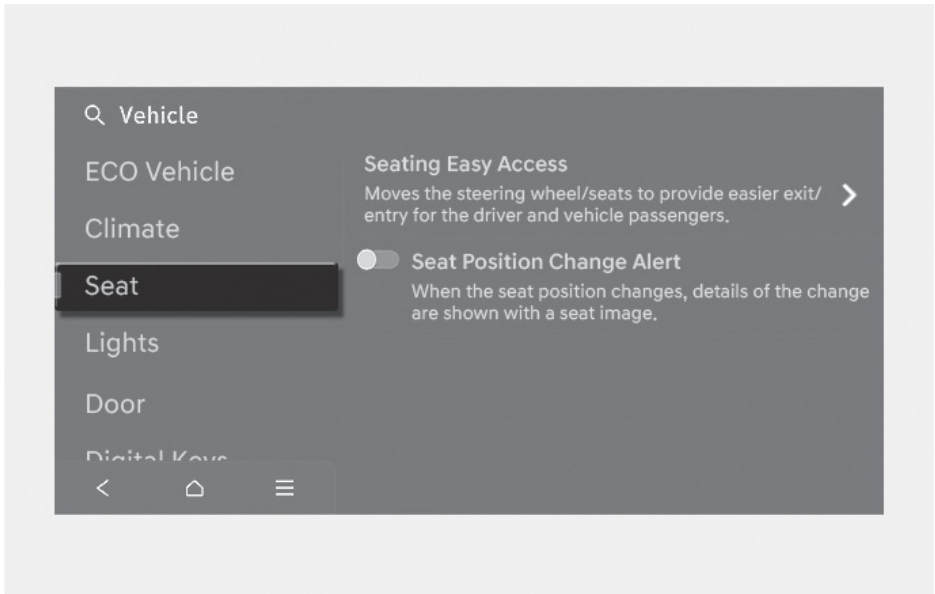 Vehicle
ECO Vehicle
Climate
Seat
Lights
Door
Digital Keys
Seating Easy Access
Moves the steering wheel/seats to provide easier exit/
entry for the driver and vehicle passengers.
Seat Position Change Alert
When the seat position changes, details of the change
are shown with a seat image.